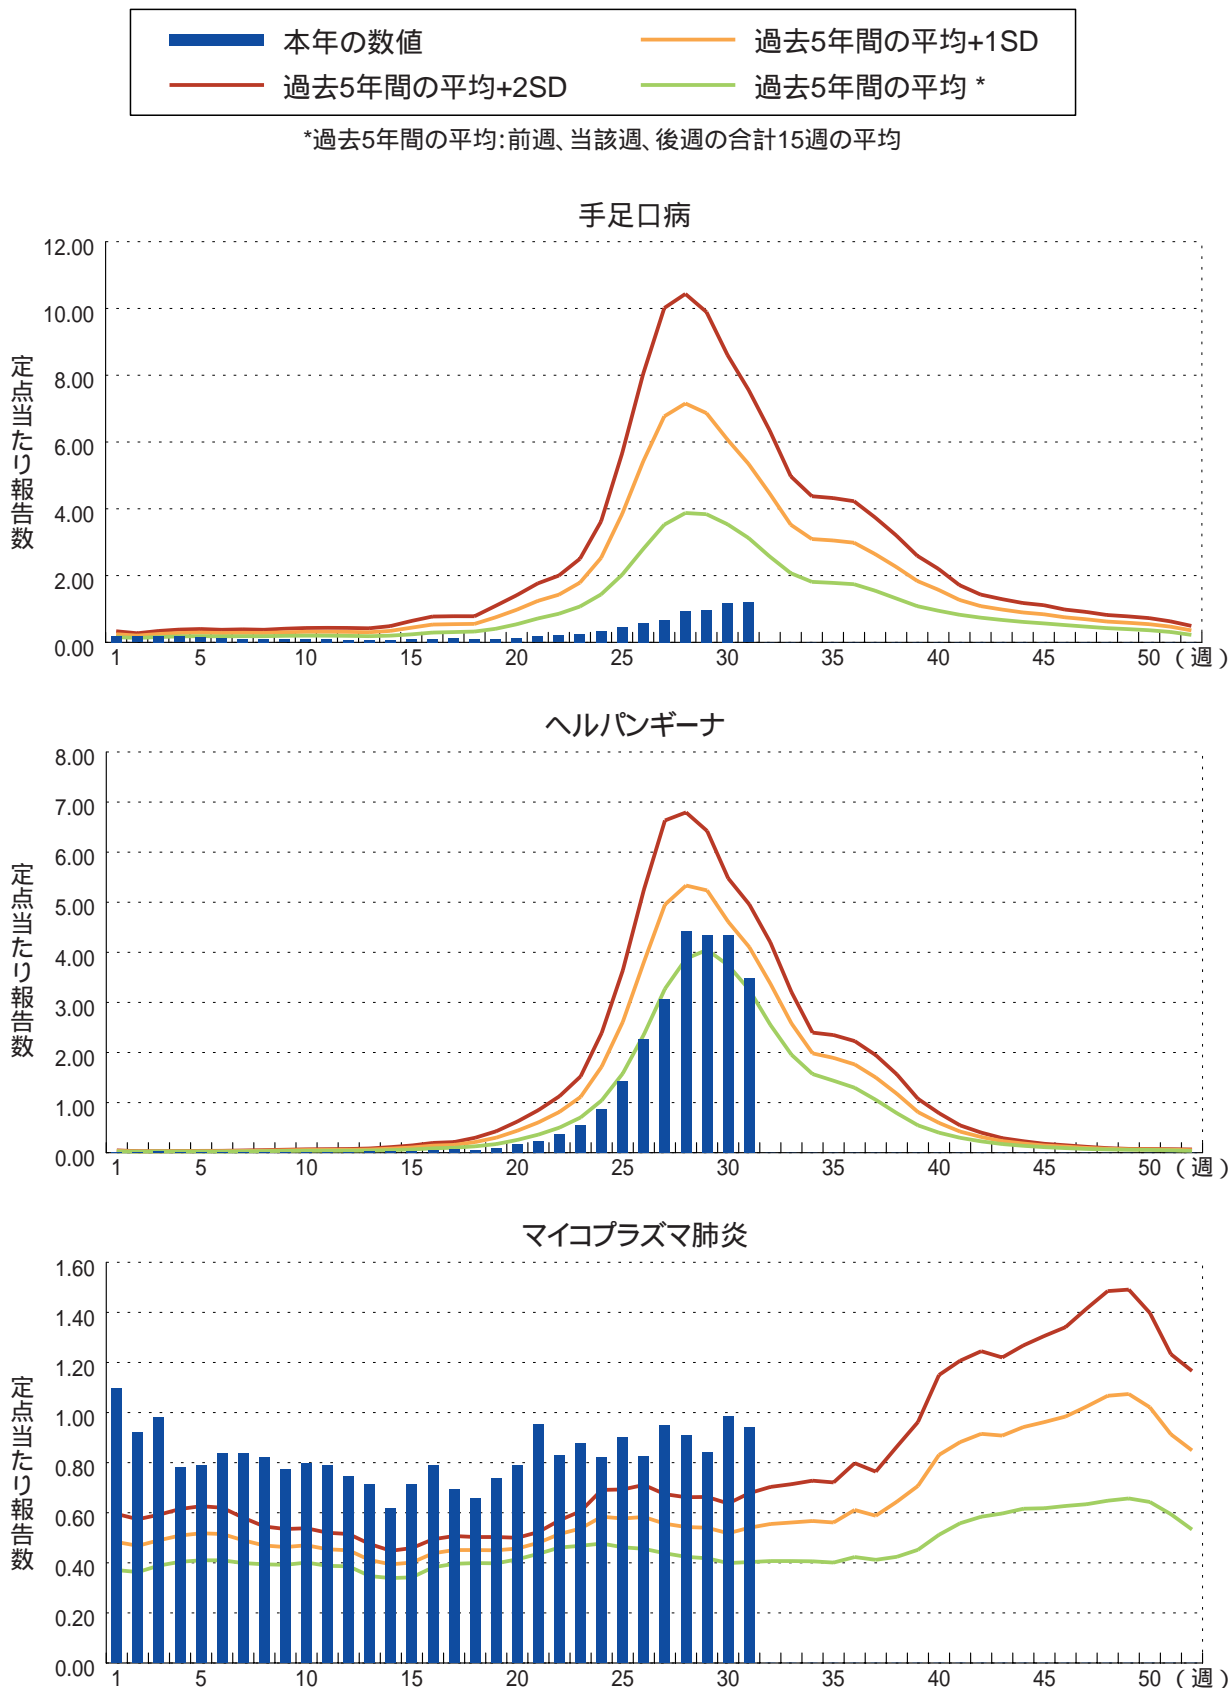 本年の数値
過去5年間の平均+1SD
過去5年間の平均+2SD
過去5年間の平均 *
*過去5年間の平均:前週、当該週、後週の合計15週の平均
手足口病
定点当たり報告数
12.00
10.00
8.00
6.00
4.00
2.00
0.00
1 5 10 15 20 25 30 35 40 45 50 (週)
ヘルパンギーナ
定点当たり報告数
8.00
7.00
6.00
5.00
4.00
3.00
2.00
1.00
0.00
1 5 10 15 20 25 30 35 40 45 50 (週)
マイコプラズマ肺炎
定点当たり報告数
1.60
1.40
1.20
1.00
0.80
0.60
0.40
0.20
0.00
1 5 10 15 20 25 30 35 40 45 50 (週)